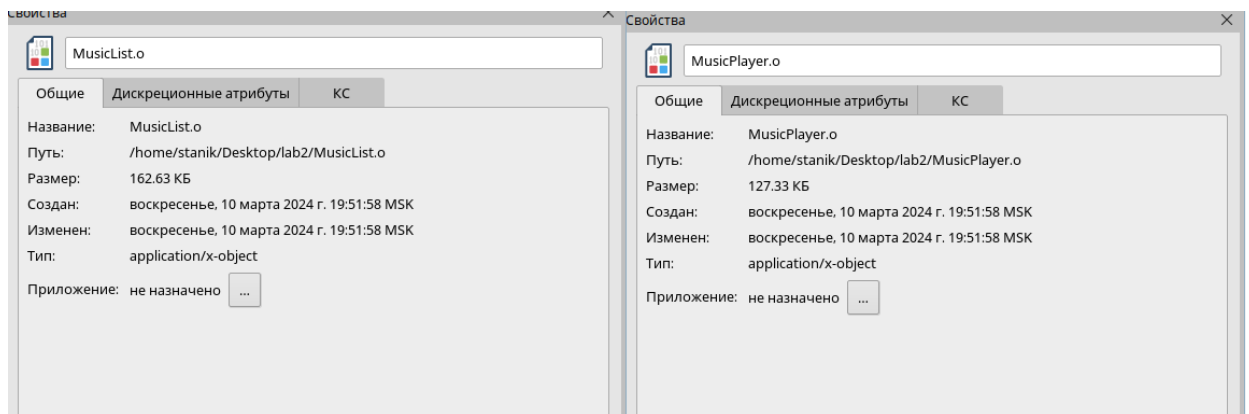 Свойства
MusicList.o
Общие Дискреционные атрибуты КС
Название: MusicList.o
Путь: /home/stanik/Desktop/lab2/MusicList.o
Размер: 162.63 КБ
Создан: воскресенье, 10 марта 2024 г. 19:51:58 MSK
Изменен: воскресенье, 10 марта 2024 г. 19:51:58 MSK
Тип: application/x-object
Приложение: не назначено ...
Свойства
MusicPlayer.o
Общие Дискреционные атрибуты КС
Название: MusicPlayer.o
Путь: /home/stanik/Desktop/lab2/MusicPlayer.o
Размер: 127.33 КБ
Создан: воскресенье, 10 марта 2024 г. 19:51:58 MSK
Изменен: воскресенье, 10 марта 2024 г. 19:51:58 MSK
Тип: application/x-object
Приложение: не назначено ...